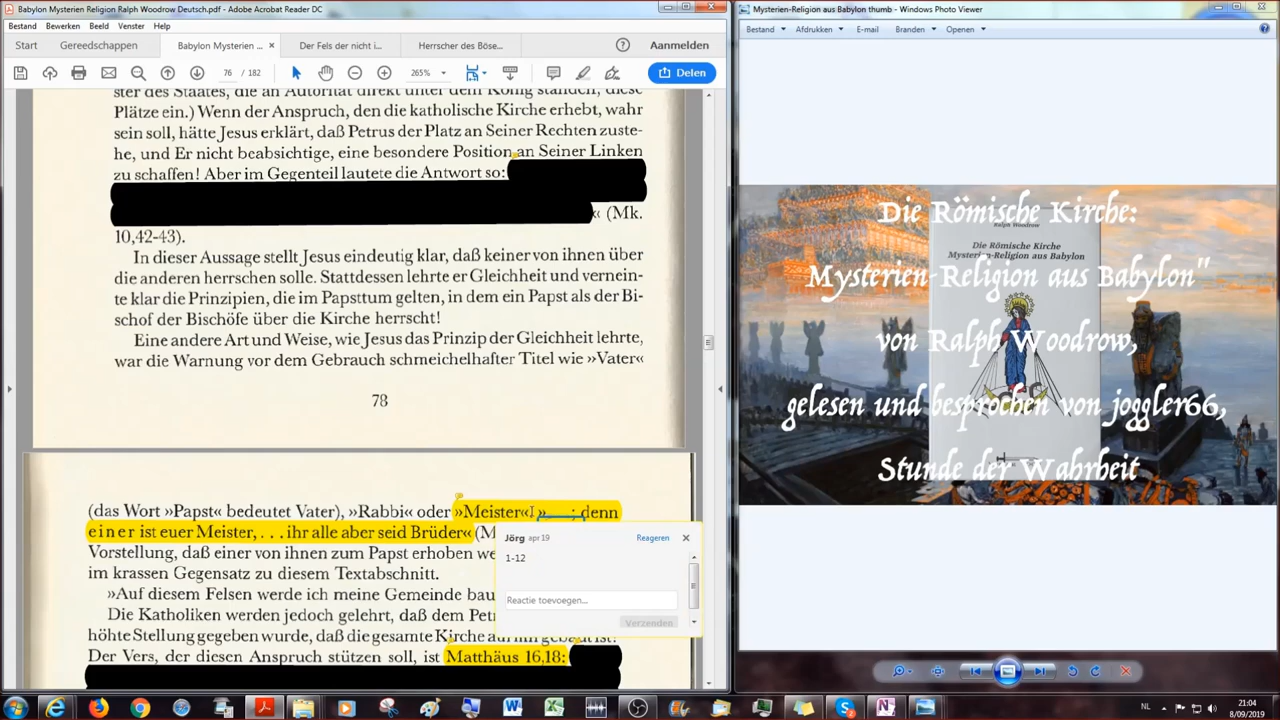 Babylon Mysterien Religion Ralph Woodrow Deutsch.pdf - Adobe Acrobat Reader DC
Bestand Bewerken Beeld Venster Help
Start Gereedschappen Babylon Mysterien ... × Der Fels der nicht i... Herrscher des Böse... Aanmelden
76 / 182 265% Delen
ster des Staates, die an Autorität direkt unter dem König standen, diese
Plätze ein.) Wenn der Anspruch, den die katholische Kirche erhebt, wahr
sein soll, hätte Jesus erklärt, daß Petrus der Platz an Seiner Rechten zuste-
he, und Er nicht beabsichtige, eine besondere Position an Seiner Linken
zu schaffen! Aber im Gegenteil lautete die Antwort so:
« (Mk.
10,42-43).
In dieser Aussage stellt Jesus eindeutig klar, daß keiner von ihnen über
die anderen herrschen solle. Stattdessen lehrte er Gleichheit und vernein-
te klar die Prinzipien, die im Papsttum gelten, in dem ein Papst als der Bi-
schof der Bischöfe über die Kirche herrscht!
Eine andere Art und Weise, wie Jesus das Prinzip der Gleichheit lehrte,
war die Warnung vor dem Gebrauch schmeichelhafter Titel wie »Vater«
78
(das Wort »Papst« bedeutet Vater), »Rabbi« oder »Meister«! ». . . ; denn
einer ist euer Meister, . . . ihr alle aber seid Brüder« (M
Vorstellung, daß einer von ihnen zum Papst erhoben we
im krassen Gegensatz zu diesem Textabschnitt.
»Auf diesem Felsen werde ich meine Gemeinde bau
Die Katholiken werden jedoch gelehrt, daß dem Pet
höhte Stellung gegeben wurde, daß die gesamte Kirche auf ihn gebaut ist!
Der Vers, der diesen Anspruch stützen soll, ist Matthäus 16,18:
Jörg apr 19 Reageren
1-12
Reactie toevoegen...
Verzenden
Mysterien-Religion aus Babylon thumb - Windows Photo Viewer
Bestand Afdrukken E-mail Branden Openen
Die Römische Kirche:
Ralph Woodrow
Die Römische Kirche
Mysterien-Religion aus Babylon
Mysterien-Religion aus Babylon"
von Ralph Woodrow,
gelesen und besprochen von joggler66,
Stunde der Wahrheit
NL 21:04
8/09/2019